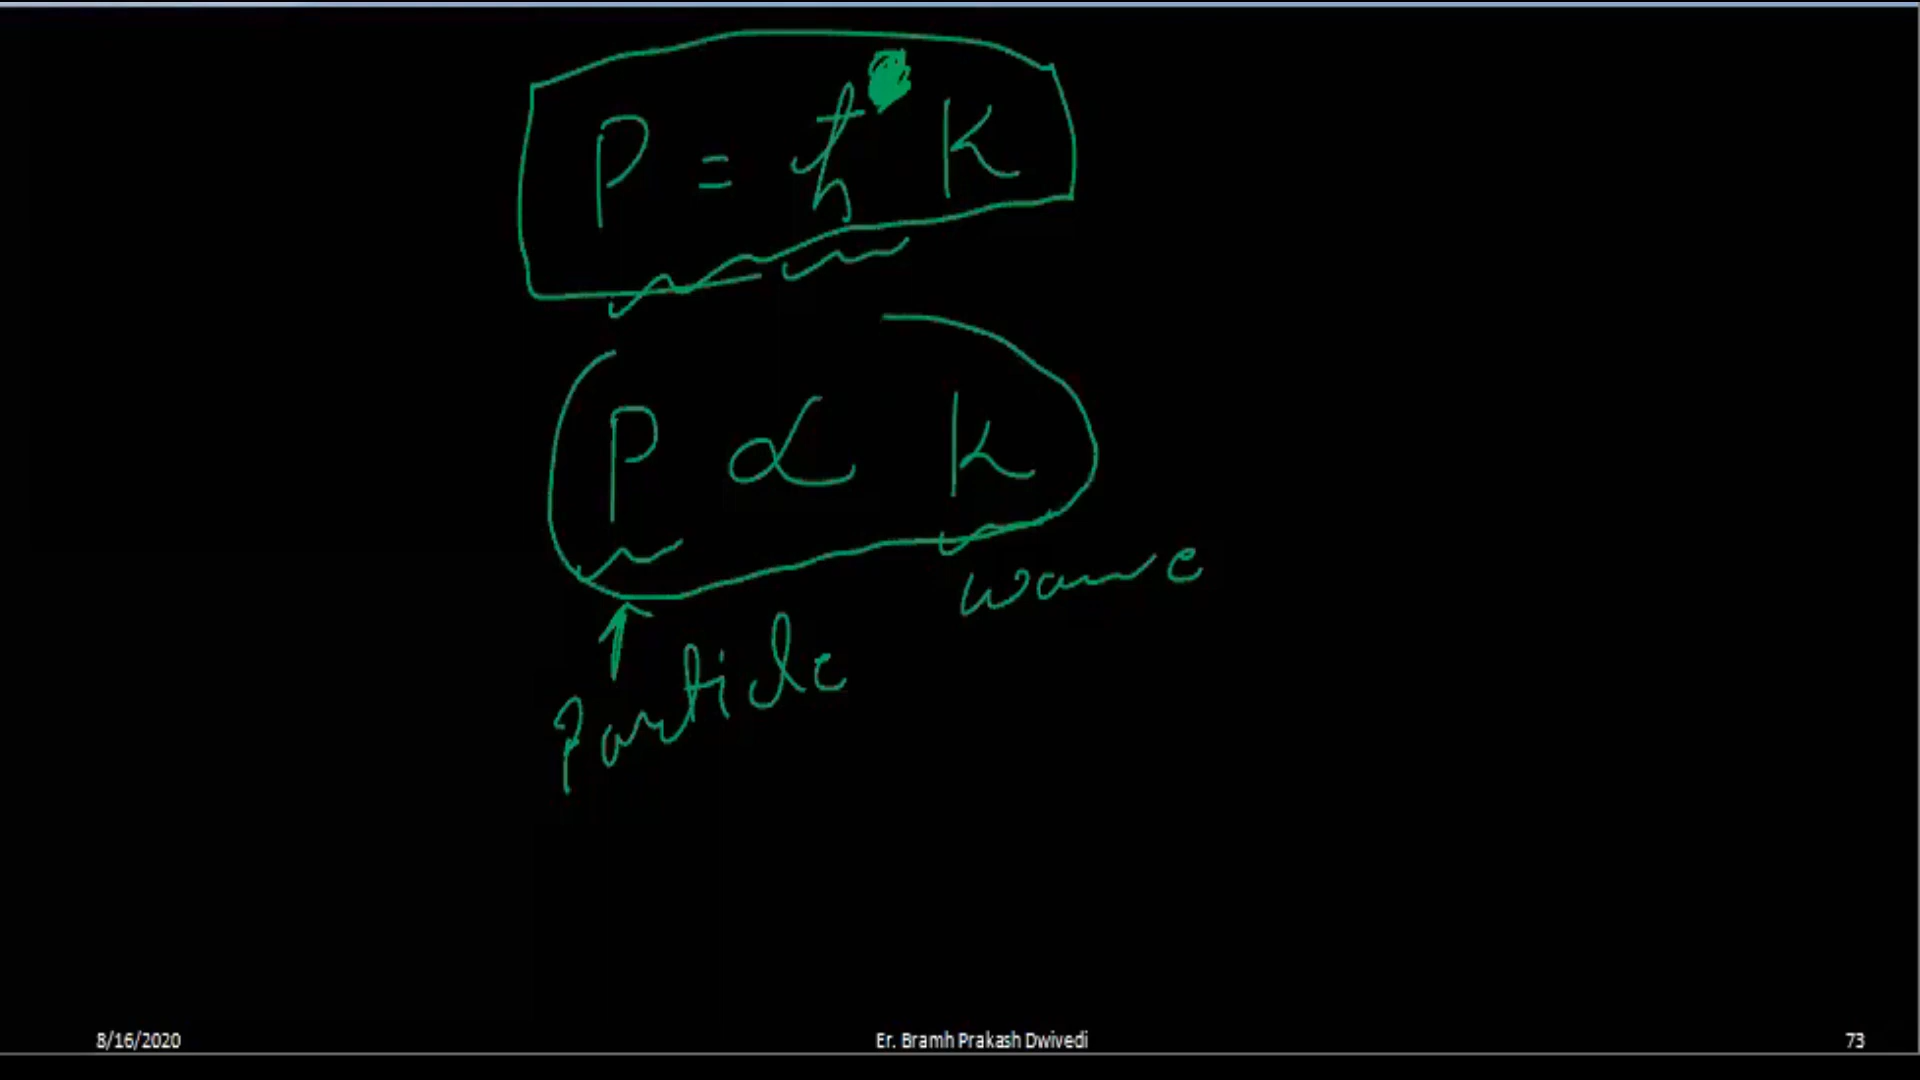 P = ℏ K
P ∝ k
wave
Particle
8/16/2020 Er. Bramh Prakash Dwivedi 73